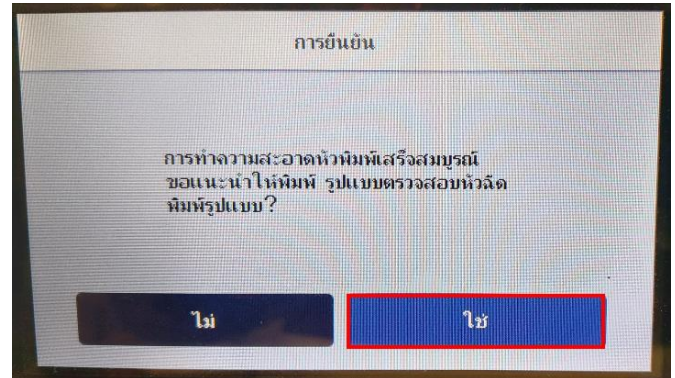 การยืนยัน
การทำความสะอาดหัวพิมพ์เสร็จสมบูรณ์
ขอแนะนำให้พิมพ์ รูปแบบตรวจสอบหัวฉีด
พิมพ์รูปแบบ?
ไม่
ใช่